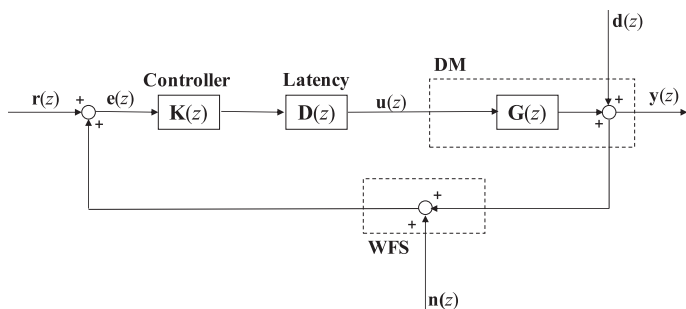 d(z)
DM
Controller
Latency
r(z)
+
+
e(z)
K(z)
D(z)
u(z)
G(z)
+
+
y(z)
+
+
WFS
n(z)